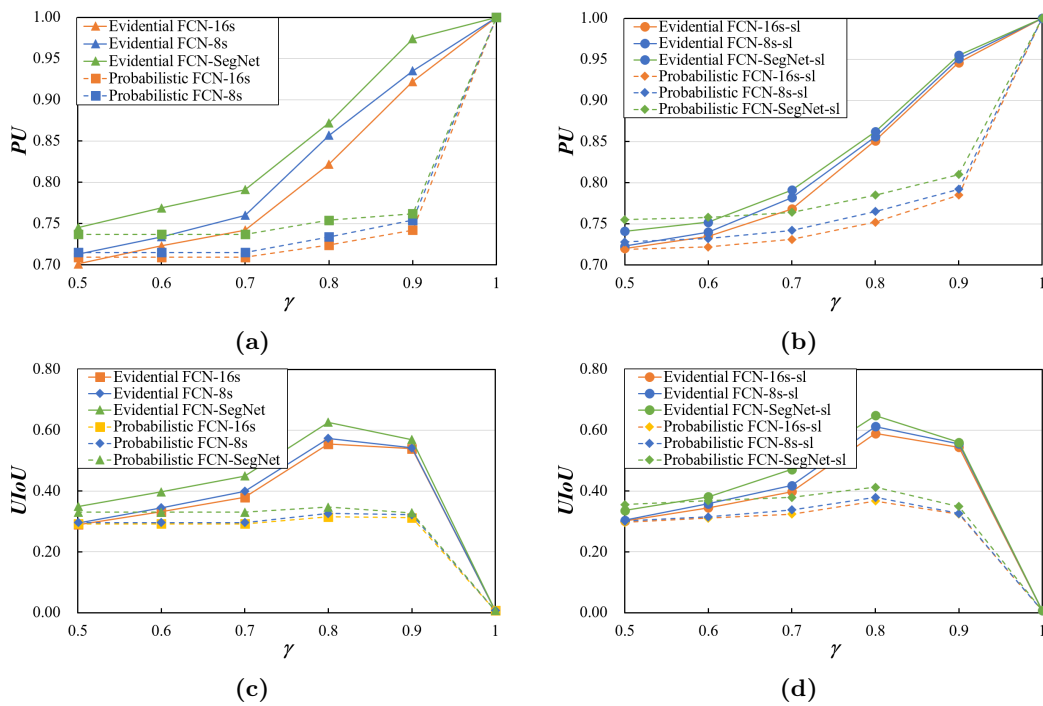 1.00
0.95
0.90
0.85
0.80
0.75
0.70
PU
Evidential FCN-16s
Evidential FCN-8s
Evidential FCN-SegNet
Probabilistic FCN-16s
Probabilistic FCN-8s
0.5 0.6 0.7 0.8 0.9 1
γ
(a)
1.00
0.95
0.90
0.85
0.80
0.75
0.70
PU
Evidential FCN-16s-sl
Evidential FCN-8s-sl
Evidential FCN-SegNet-sl
Probabilistic FCN-16s-sl
Probabilistic FCN-8s-sl
Probabilistic FCN-SegNet-sl
0.5 0.6 0.7 0.8 0.9 1
γ
(b)
0.80
0.60
0.40
0.20
0.00
UIoU
Evidential FCN-16s
Evidential FCN-8s
Evidential FCN-SegNet
Probabilistic FCN-16s
Probabilistic FCN-8s
Probabilistic FCN-SegNet
0.5 0.6 0.7 0.8 0.9 1
γ
(c)
0.80
0.60
0.40
0.20
0.00
UIoU
Evidential FCN-16s-sl
Evidential FCN-8s-sl
Evidential FCN-SegNet-sl
Probabilistic FCN-16s-sl
Probabilistic FCN-8s-sl
Probabilistic FCN-SegNet-sl
0.5 0.6 0.7 0.8 0.9 1
γ
(d)